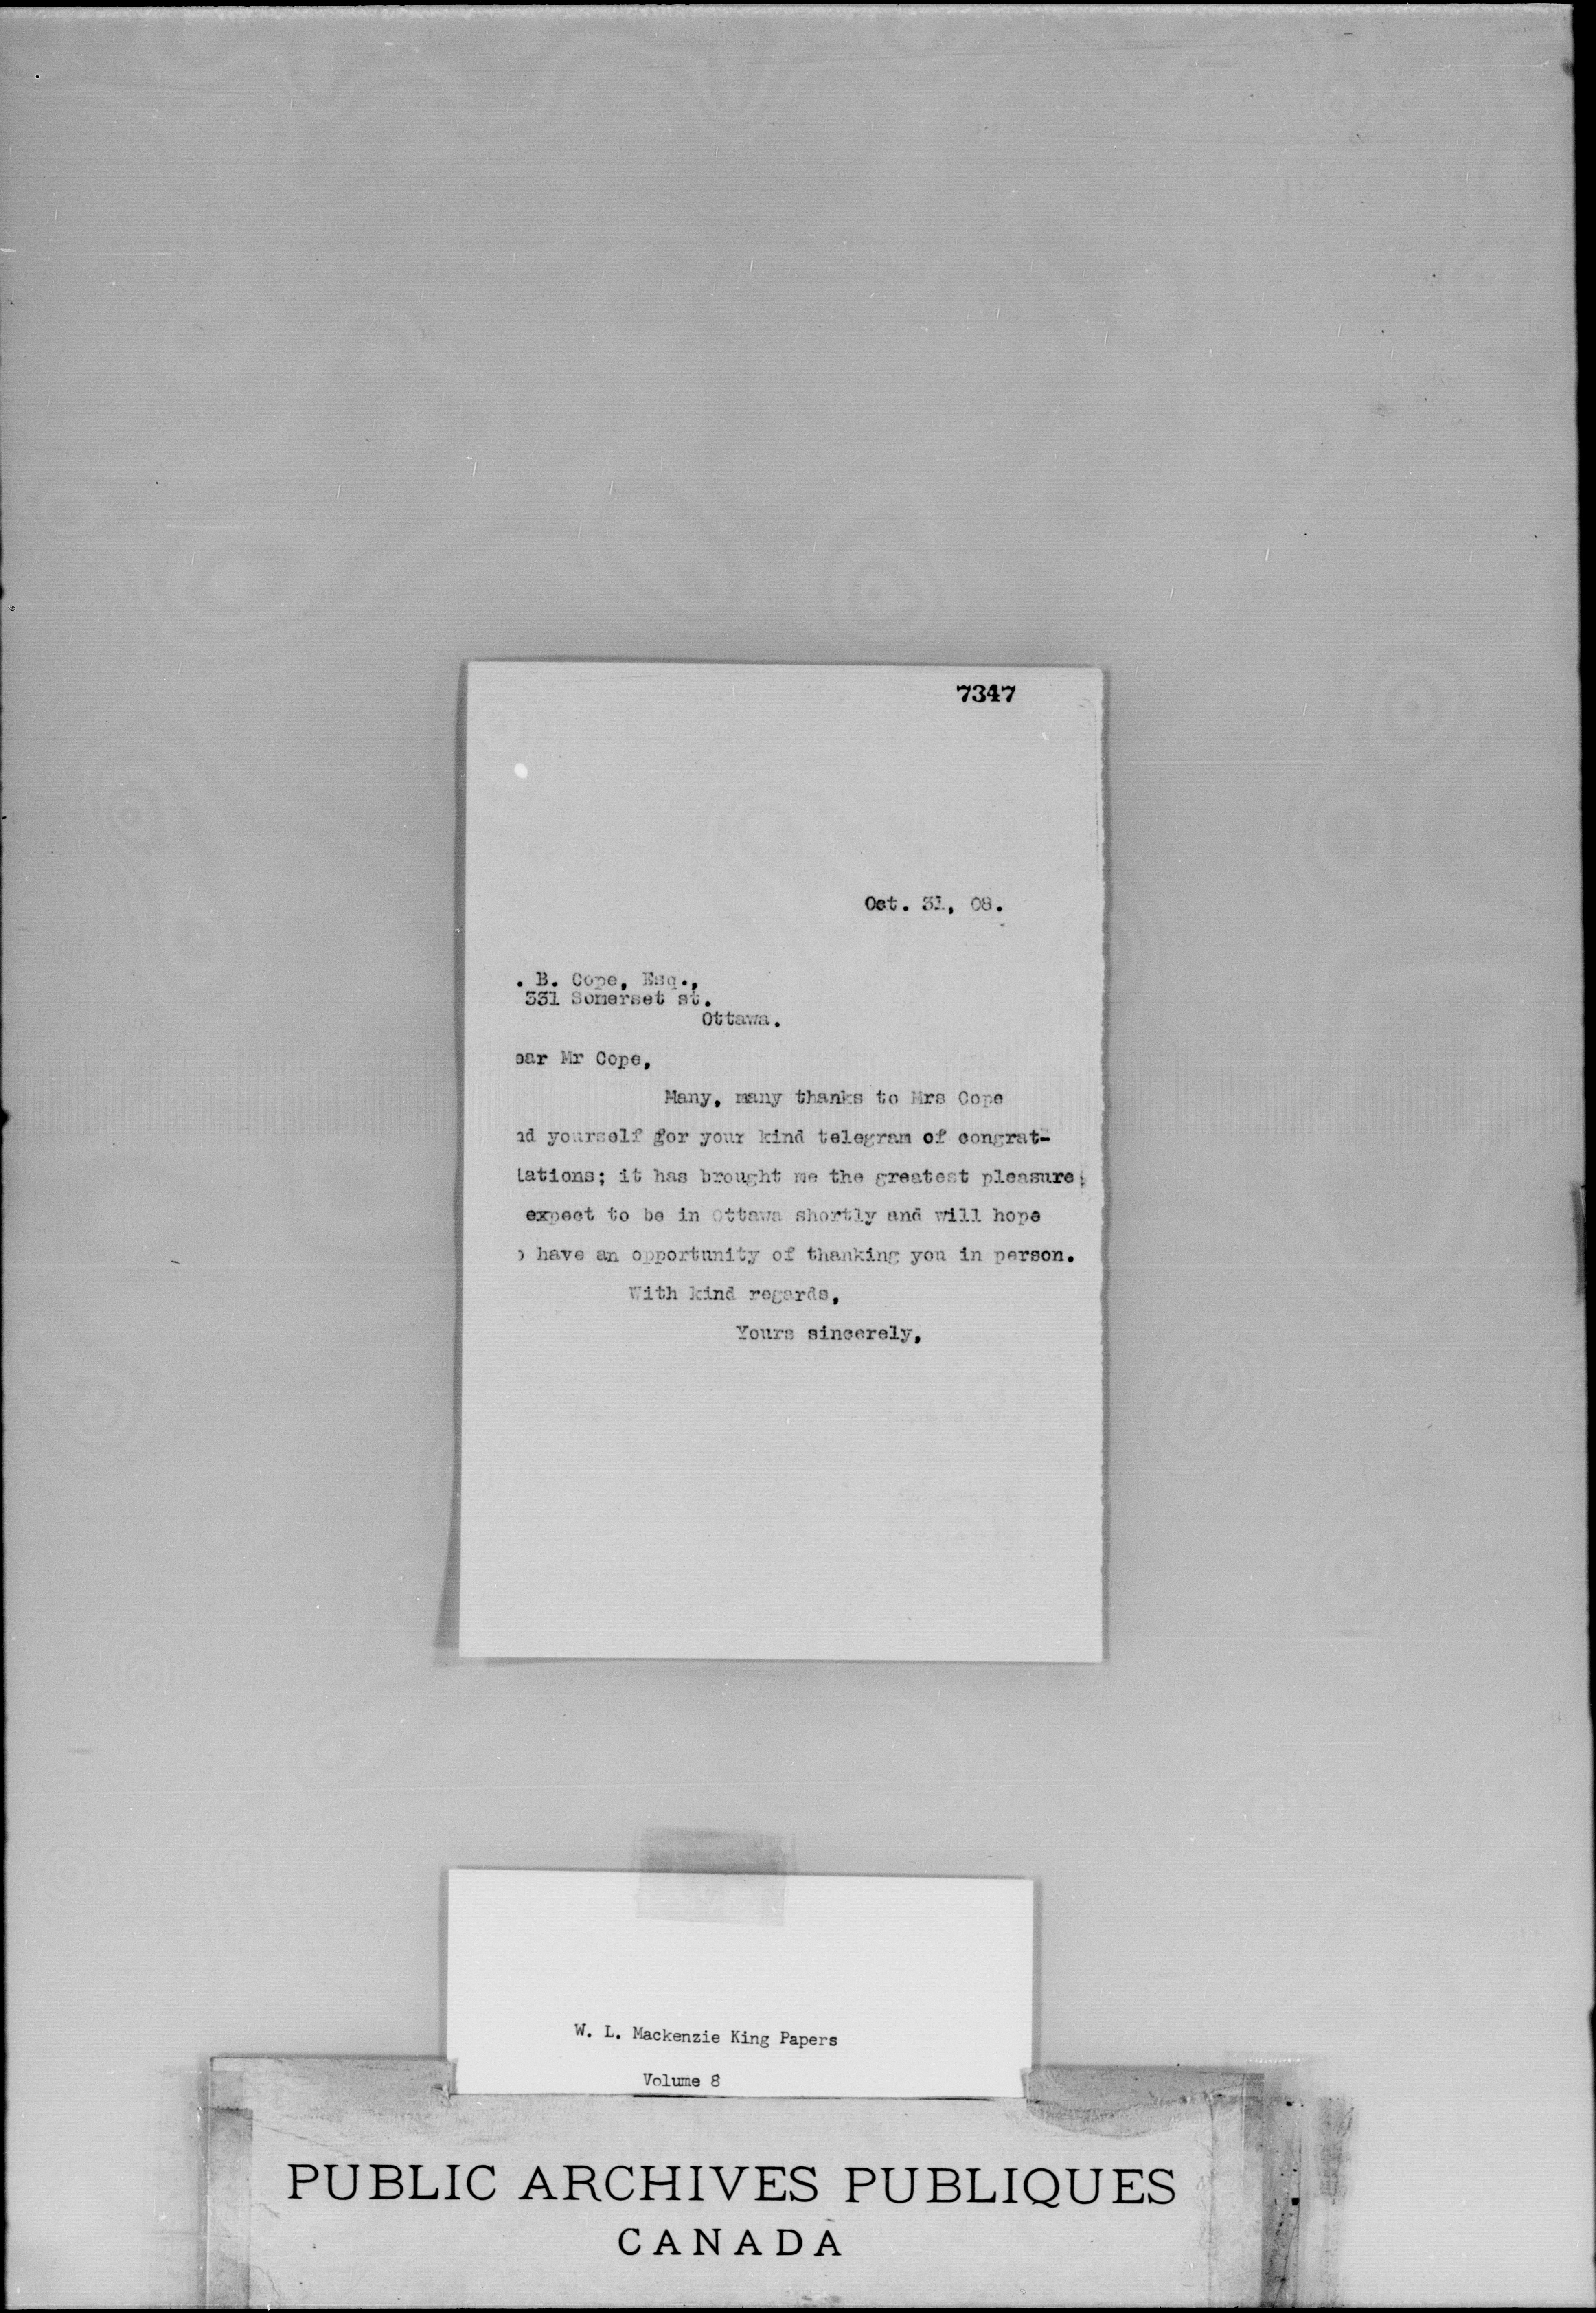 7347
Oct. 31, 08.
. B. Cope, Esq.,
331 Somerset st.
Ottawa.
ear Mr Cope,
Many, many thanks to Mrs Cope
nd yourself for your kind telegram of congrat-
lations; it has brought me the greatest pleasure;
expect to be in Ottawa shortly and will hope
o have an opportunity of thanking you in person.
With kind regards,
Yours sincerely,
W. L. Mackenzie King Papers
Volume 8
PUBLIC ARCHIVES PUBLIQUES
CANADA